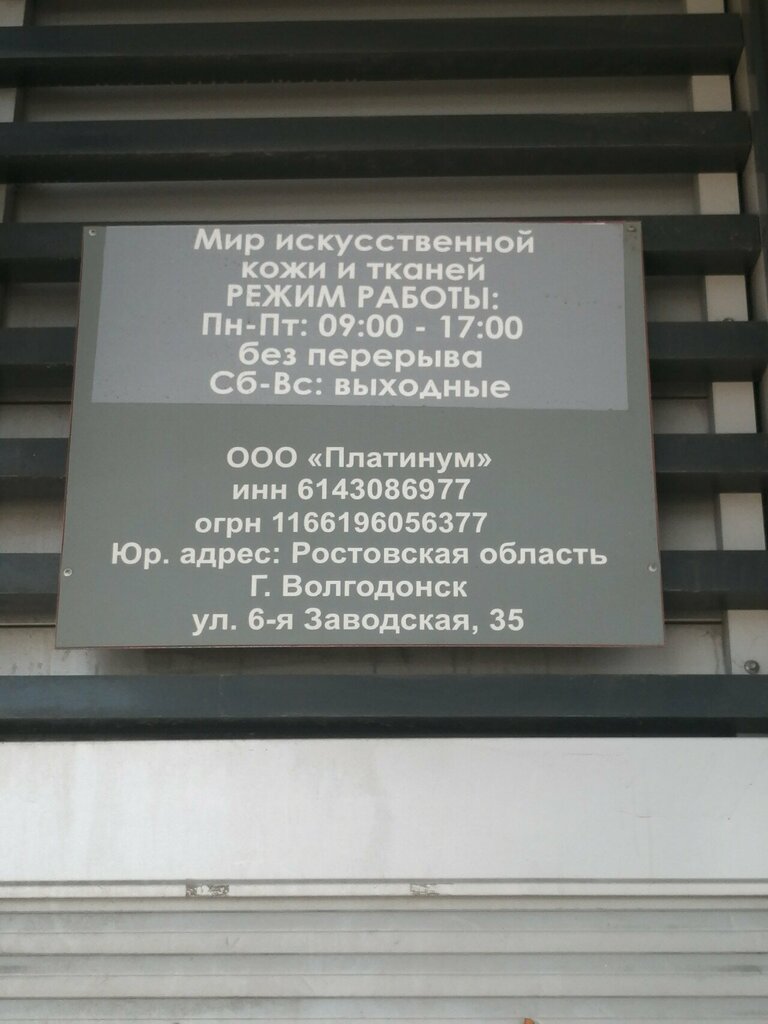 Мир искусственной
кожи и тканей
РЕЖИМ РАБОТЫ:
Пн-Пт: 09:00 - 17:00
без перерыва
Сб-Вс: выходные
ООО «Платинум»
инн 6143086977
огрн 1166196056377
Юр. адрес: Ростовская область
Г. Волгодонск
ул. 6-я Заводская, 35